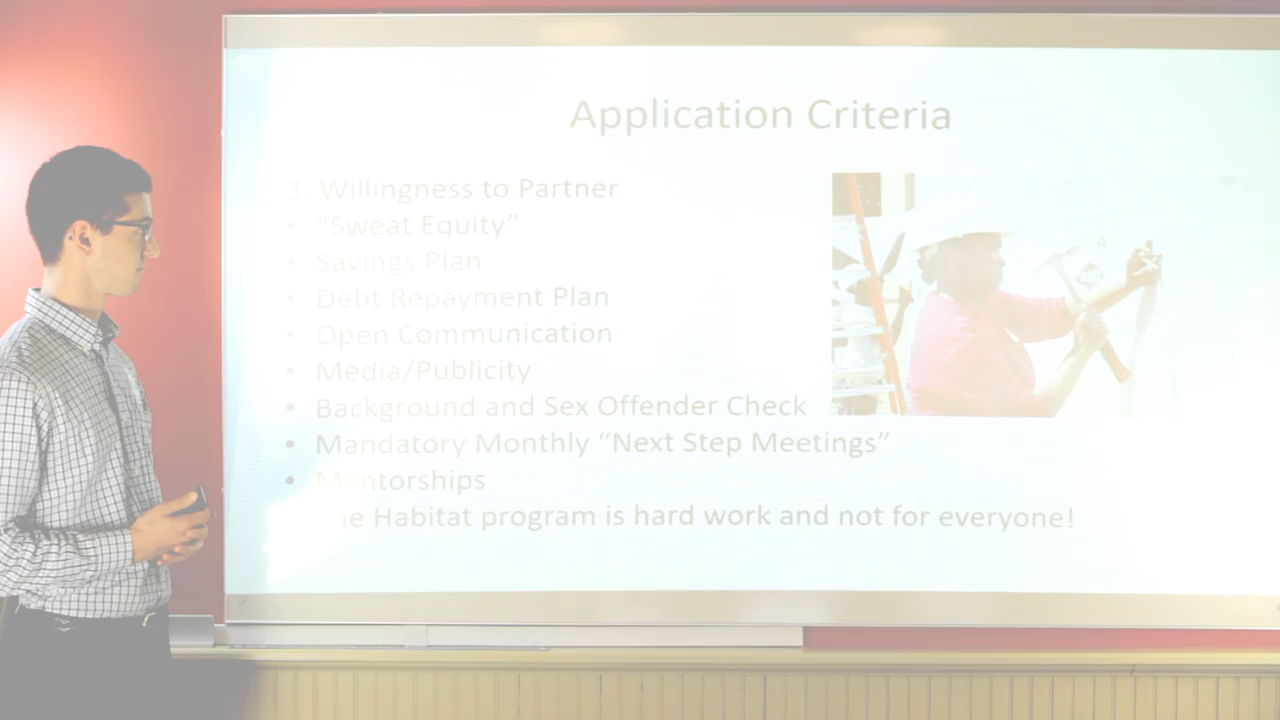 Application Criteria
3. Willingness to Partner
• “Sweat Equity”
• Savings Plan
• Debt Repayment Plan
• Open Communication
• Media/Publicity
• Background and Sex Offender Check
• Mandatory Monthly “Next Step Meetings”
• Mentorships
Habitat program is hard work and not for everyone!